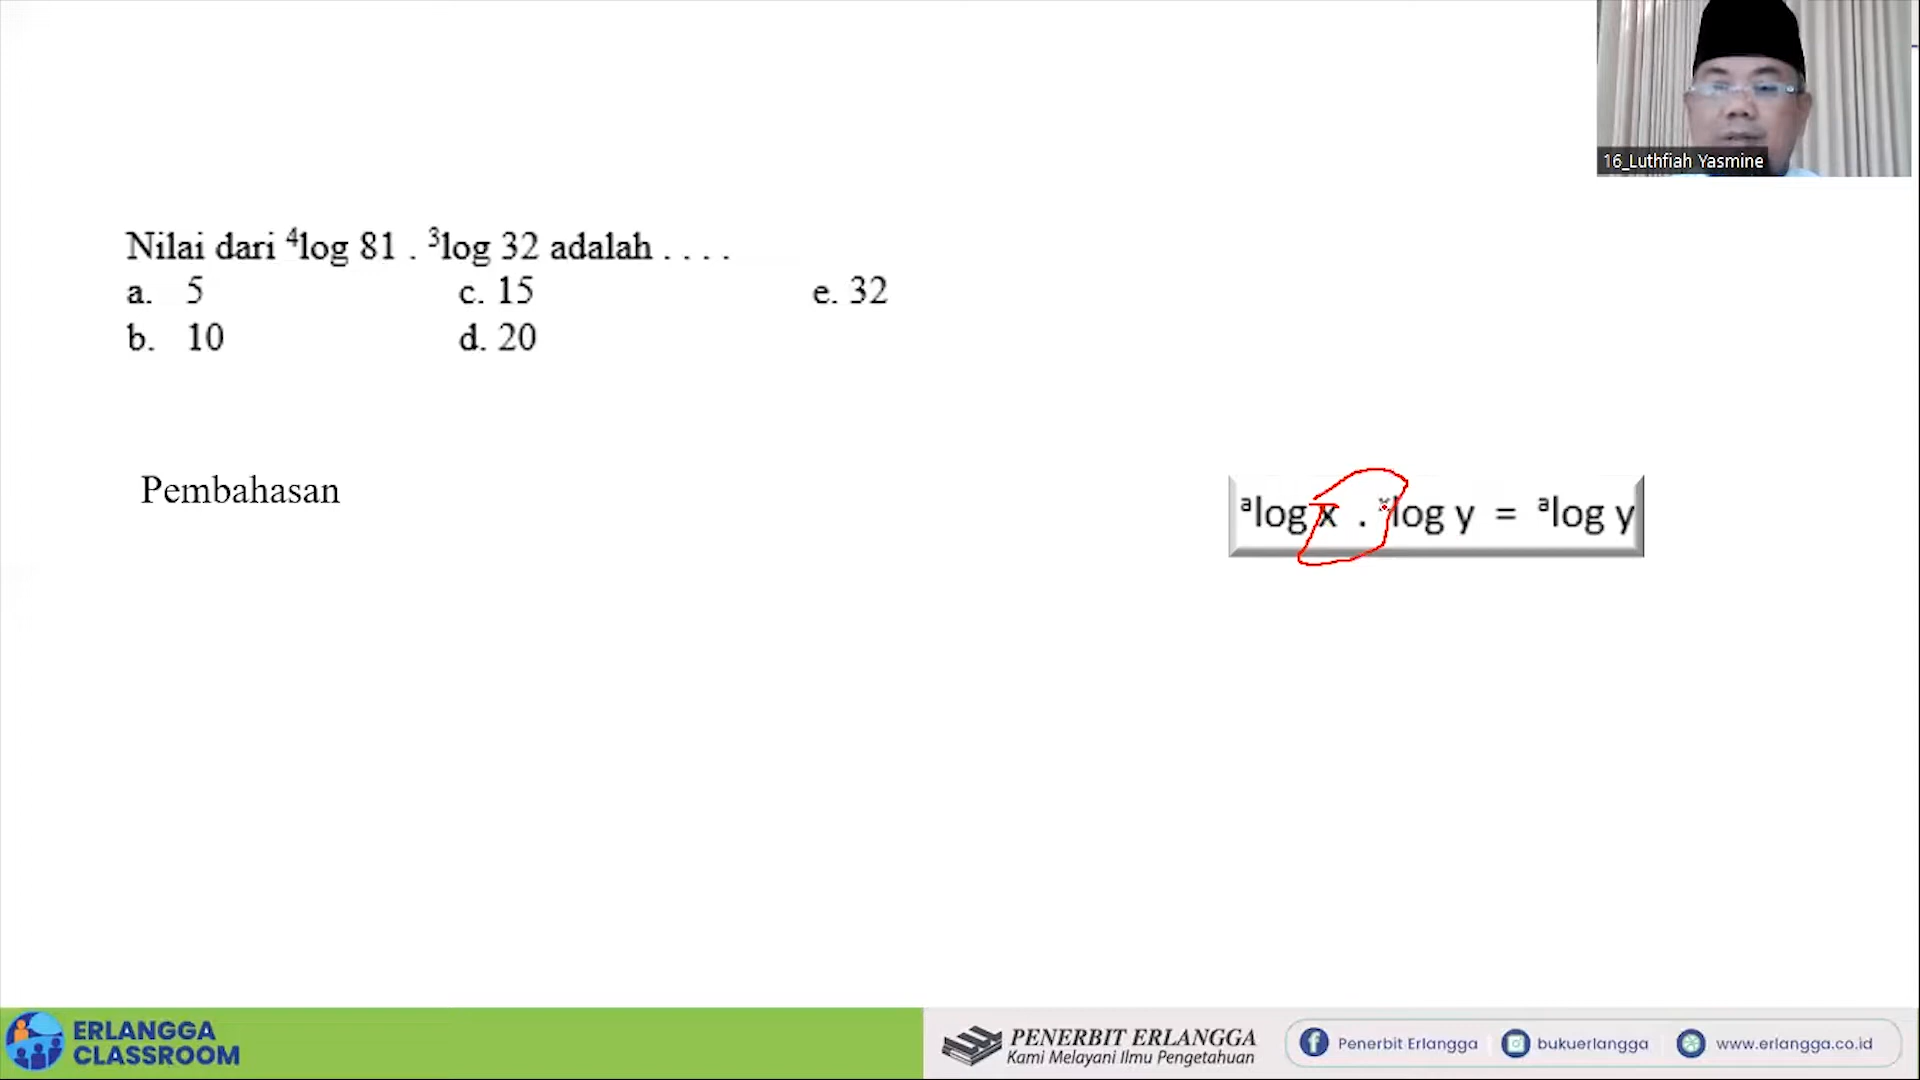 16_Luthfiah Yasmine
Nilai dari ⁴log 81 . ³log 32 adalah . . . .
a. 5 c. 15 e. 32
b. 10 d. 20
Pembahasan
ᵃlog x . ˣlog y = ᵃlog y
ERLANGGA
CLASSROOM
PENERBIT ERLANGGA
Kami Melayani Ilmu Pengetahuan
Penerbit Erlangga
bukuerlangga
www.erlangga.co.id